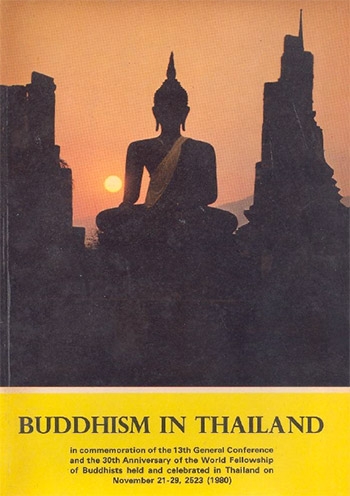 BUDDHISM IN THAILAND
in commemoration of the 13th General Conference
and the 30th Anniversary of the World Fellowship
of Buddhists held and celebrated in Thailand on
November 21-29, 2523 (1980)